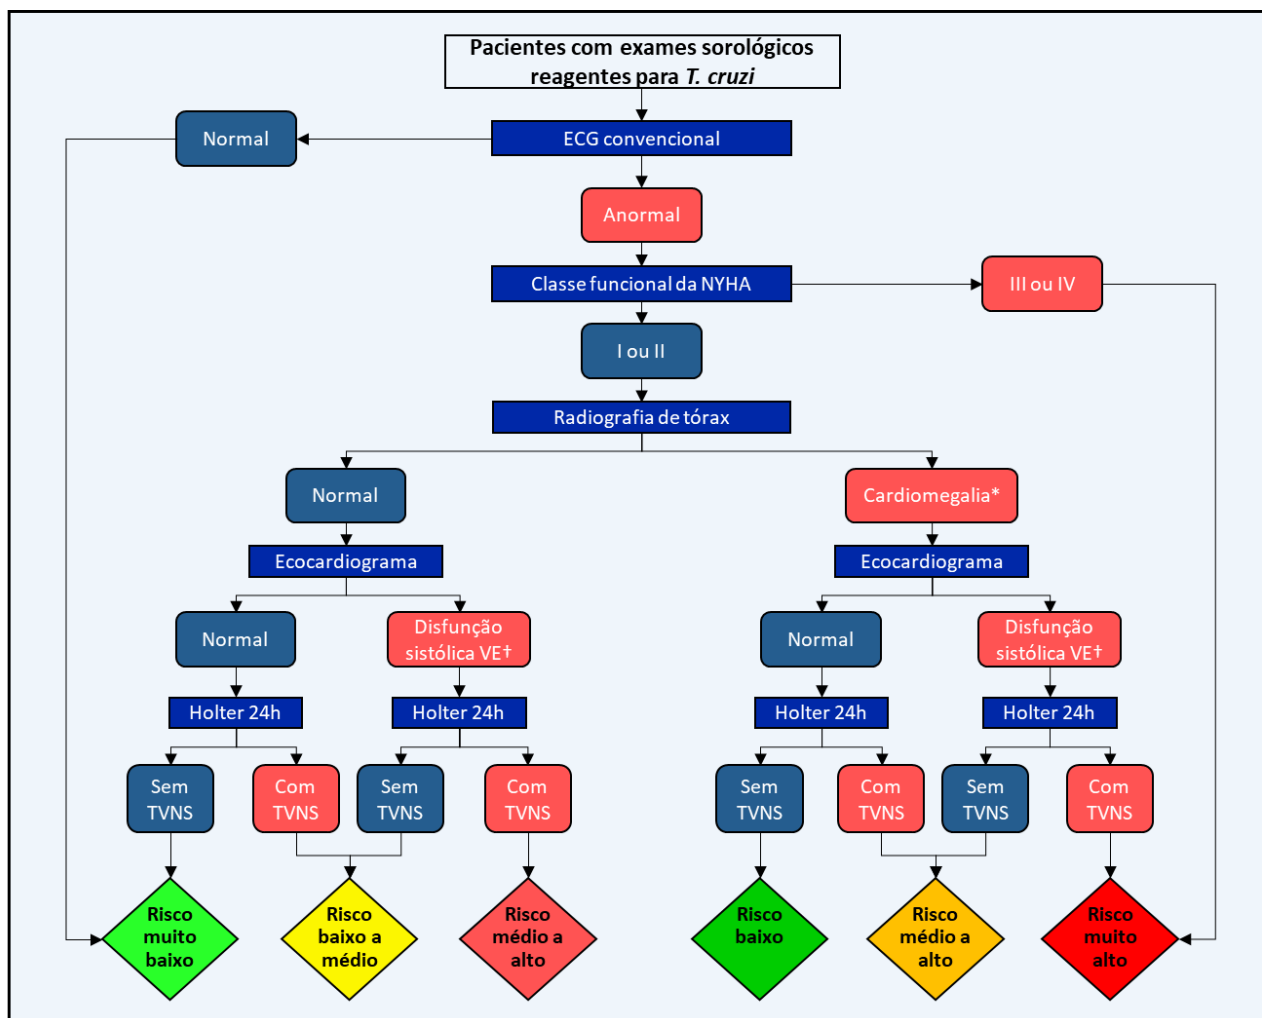 Pacientes com exames sorológicos
reagentes para T. cruzi
Normal
ECG convencional
Anormal
Classe funcional da NYHA
III ou IV
I ou II
Radiografia de tórax
Normal
Cardiomegalia*
Ecocardiograma
Ecocardiograma
Normal
Disfunção
sistólica VE†
Normal
Disfunção
sistólica VE†
Holter 24h
Holter 24h
Holter 24h
Holter 24h
Sem
TVNS
Com
TVNS
Sem
TVNS
Com
TVNS
Sem
TVNS
Com
TVNS
Sem
TVNS
Com
TVNS
Risco
muito
baixo
Risco
baixo a
médio
Risco
médio a
alto
Risco
baixo
Risco
médio a
alto
Risco
muito
alto